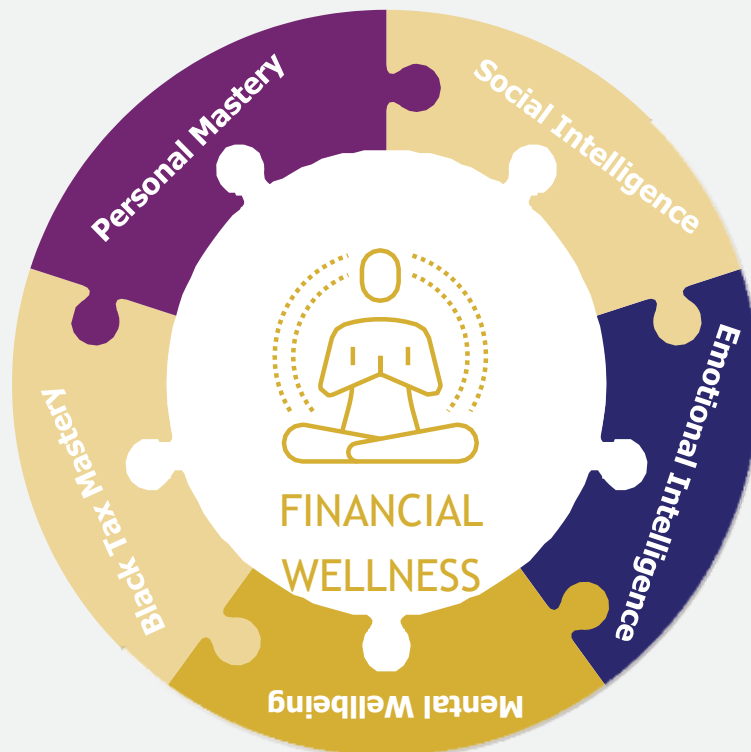 Personal Mastery
Social Intelligence
Emotional Intelligence
Mental Wellbeing
Black Tax Mastery
FINANCIAL
WELLNESS